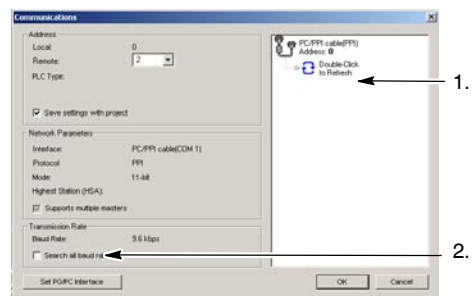 Communications
Address
Local: 0
Remote: 2
PLC Type:
Save settings with project
Network Parameters
Interface: PC/PPI cable(COM 1)
Protocol: PPI
Mode: 11-bit
Highest Station (HSA):
Supports multiple masters
Transmission Rate
Baud Rate: 9.6 kbps
Search all baud
Set PG/PC Interface
PC/PPI cable(PPI)
Address: 0
Double-Click
to Refresh
OK
Cancel
1.
2.